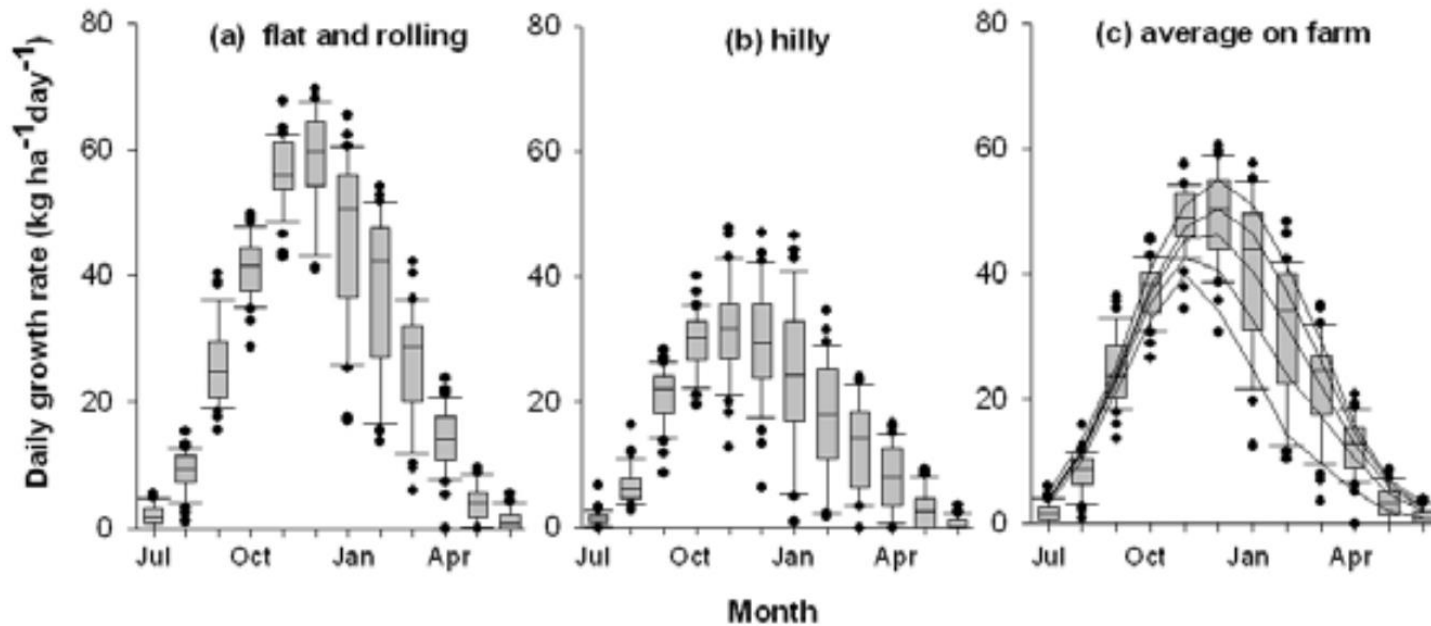 Daily growth rate (kg ha⁻¹day⁻¹)
(a) flat and rolling
80
60
40
20
0
Jul Oct Jan Apr
(b) hilly
80
60
40
20
0
Jul Oct Jan Apr
(c) average on farm
80
60
40
20
0
Jul Oct Jan Apr
Month